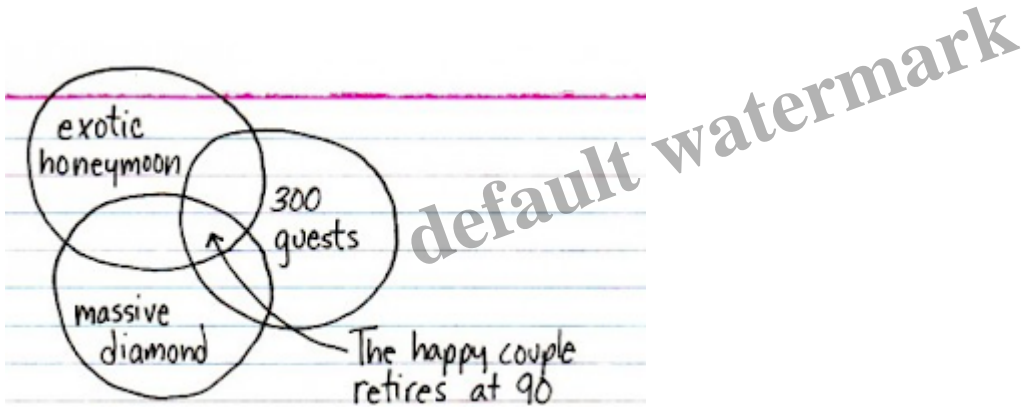 exotic
honeymoon
300
guests
massive
diamond
The happy couple
retires at 90
default watermark